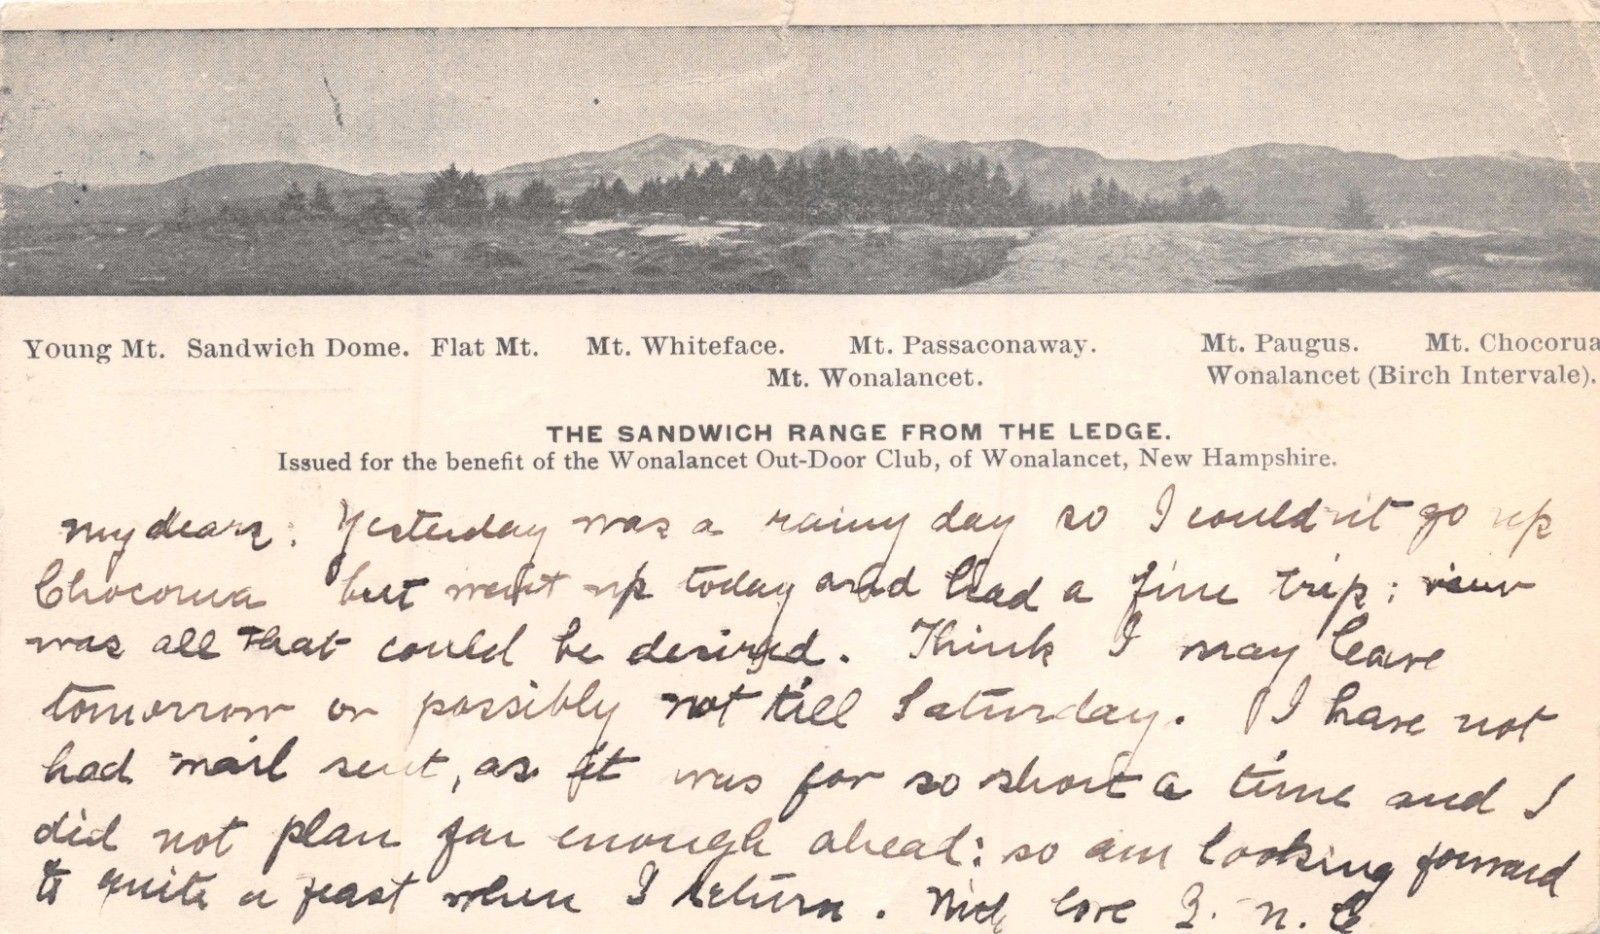 Young Mt. Sandwich Dome. Flat Mt. Mt. Whiteface. Mt. Passaconaway. Mt. Paugus. Mt. Chocorua
Mt. Wonalancet. Wonalancet (Birch Intervale).
THE SANDWICH RANGE FROM THE LEDGE.
Issued for the benefit of the Wonalancet Out-Door Club, of Wonalancet, New Hampshire.
My dears: Yesterday was a rainy day so I couldn't go up
Chocorua but went up today and had a fine trip: view
was all that could be desired. Think I may leave
tomorrow or possibly not till Saturday. I have not
had mail sent, as it was for so short a time and I
did not plan far enough ahead: so am looking forward
to quite a feast when I return. With love